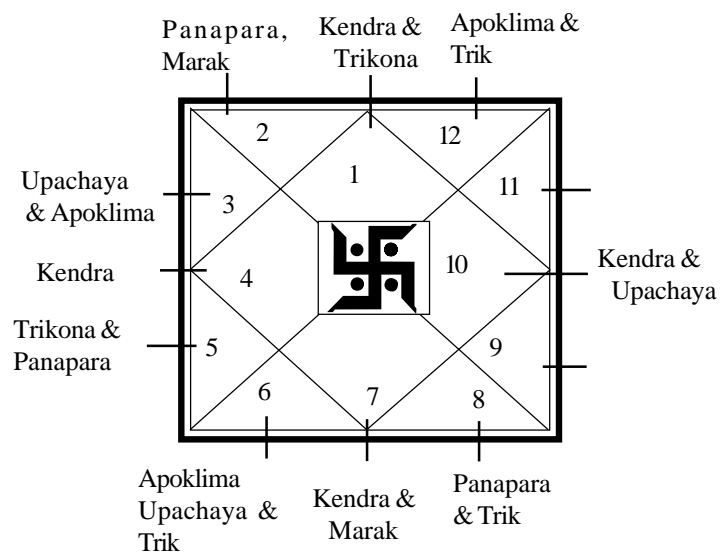 Panapara,
Marak
Kendra &
Trikona
Apoklima &
Trik
2
12
1
11
3
Upachaya
& Apoklima
Kendra
4
10
Kendra &
Upachaya
Trikona &
Panapara
5
9
6
7
8
Apoklima
Upachaya &
Trik
Kendra &
Marak
Panapara
& Trik